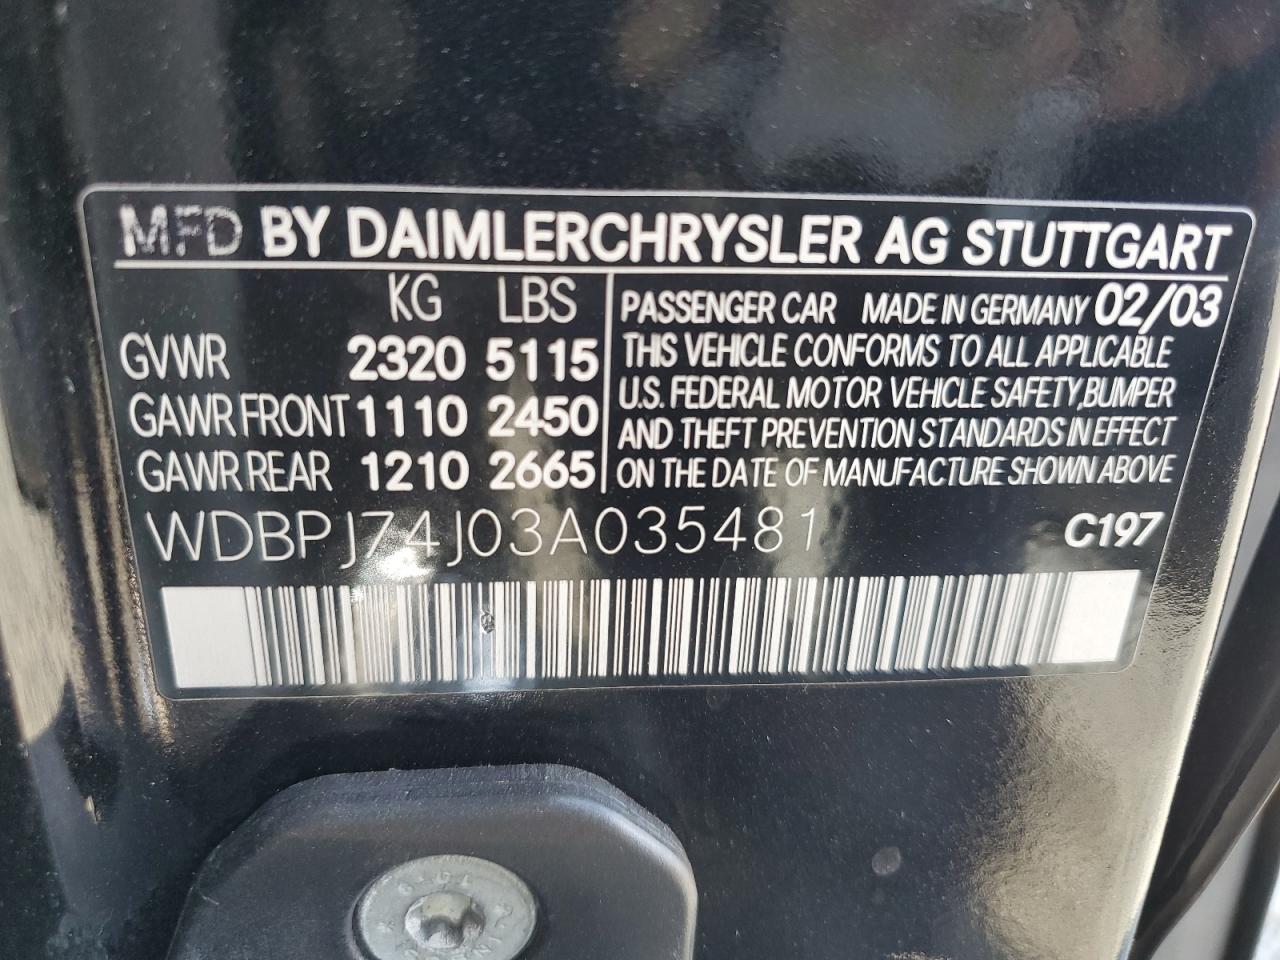 MFD BY DAIMLERCHRYSLER AG STUTTGART
KG LBS
GVWR 2320 5115
GAWR FRONT 1110 2450
GAWR REAR 1210 2665
PASSENGER CAR MADE IN GERMANY 02/03
THIS VEHICLE CONFORMS TO ALL APPLICABLE
U.S. FEDERAL MOTOR VEHICLE SAFETY,BUMPER
AND THEFT PREVENTION STANDARDS IN EFFECT
ON THE DATE OF MANUFACTURE SHOWN ABOVE
WDBPJ74J03A035481
C197